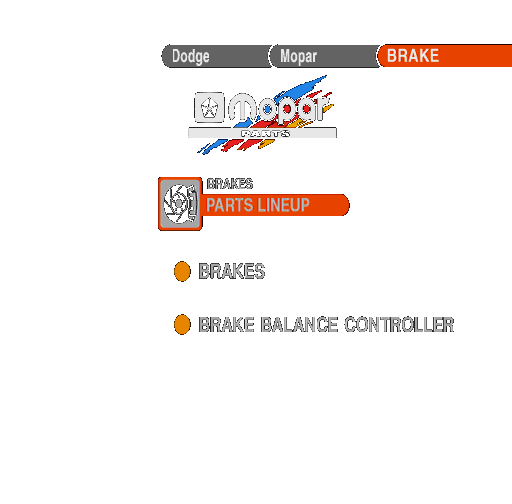 Dodge Mopar BRAKE
Mopar
PARTS
BRAKES
PARTS LINEUP
BRAKES
BRAKE BALANCE CONTROLLER